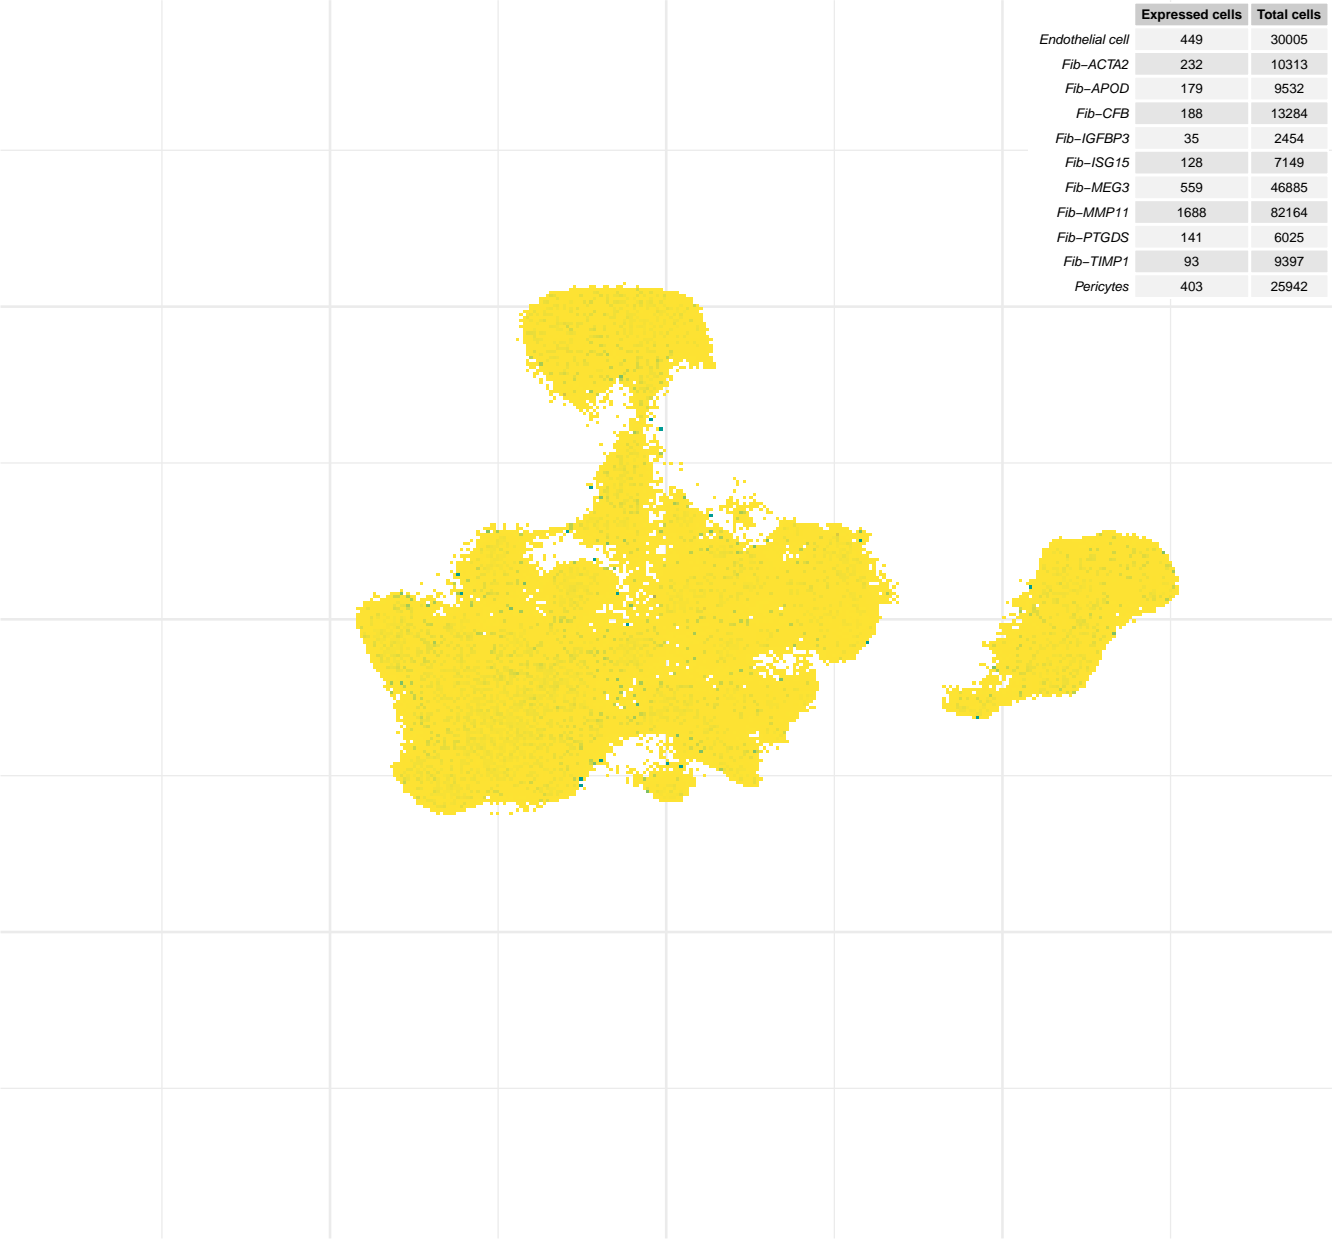 Expressed cells Total cells
Endothelial cell 449 30005
Fib−ACTA2 232 10313
Fib−APOD 179 9532
Fib−CFB 188 13284
Fib−IGFBP3 35 2454
Fib−ISG15 128 7149
Fib−MEG3 559 46885
Fib−MMP11 1688 82164
Fib−PTGDS 141 6025
Fib−TIMP1 93 9397
Pericytes 403 25942